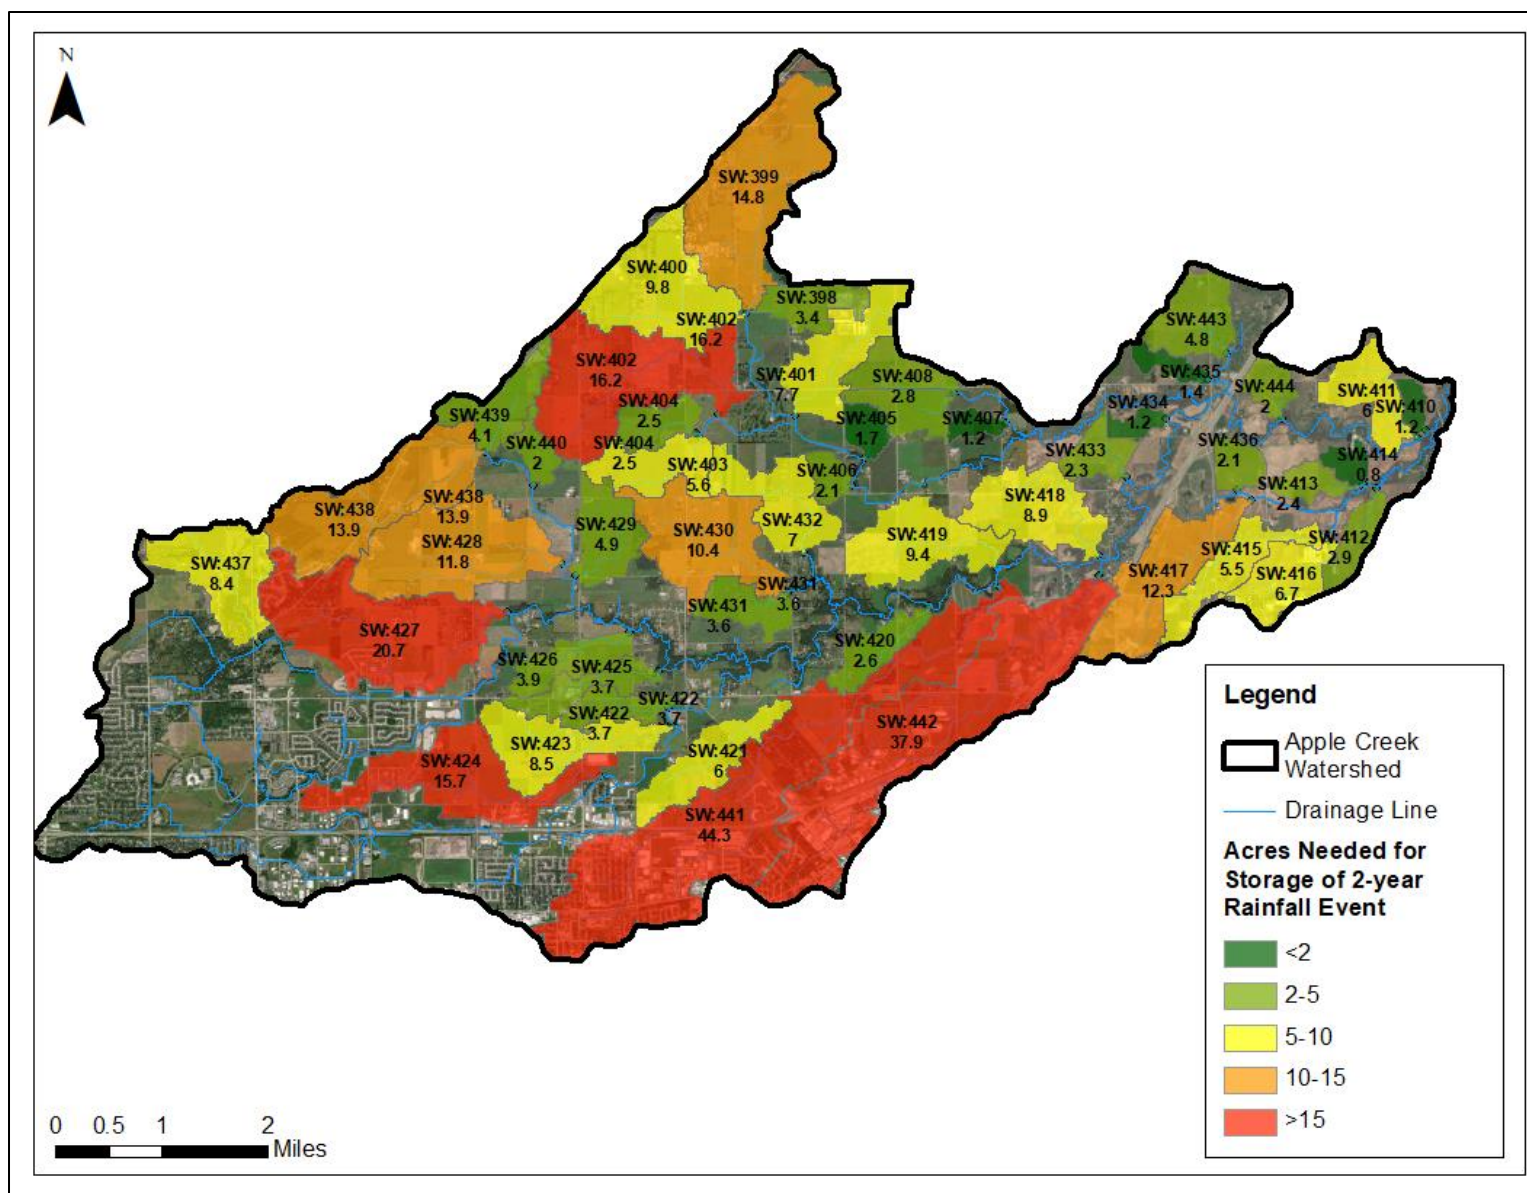 N
SW:399
14.8
SW:400
9.8
SW:398
3.4
SW:402
16.2
SW:443
4.8
SW:402
16.2
SW:401
7.7
SW:408
2.8
SW:435
1.4
SW:444
2
SW:411
6
SW:439
4.1
SW:404
2.5
SW:405
1.7
SW:407
1.2
SW:434
1.2
SW:410
1.2
SW:440
2
SW:404
2.5
SW:403
5.6
SW:406
2.1
SW:433
2.3
SW:436
2.1
SW:414
0.8
SW:438
13.9
SW:438
13.9
SW:418
8.9
SW:413
2.4
SW:428
11.8
SW:429
4.9
SW:430
10.4
SW:432
7
SW:419
9.4
SW:412
2.9
SW:437
8.4
SW:415
5.5
SW:417
12.3
SW:416
6.7
SW:431
3.6
SW:431
3.6
SW:427
20.7
SW:420
2.6
SW:426
3.9
SW:425
3.7
SW:422
3.7
SW:422
3.7
SW:442
37.9
SW:423
8.5
SW:421
6
SW:424
15.7
SW:441
44.3
Legend
Apple Creek
Watershed
Drainage Line
Acres Needed for
Storage of 2-year
Rainfall Event
<2
2-5
5-10
10-15
>15
0 0.5 1 2
Miles